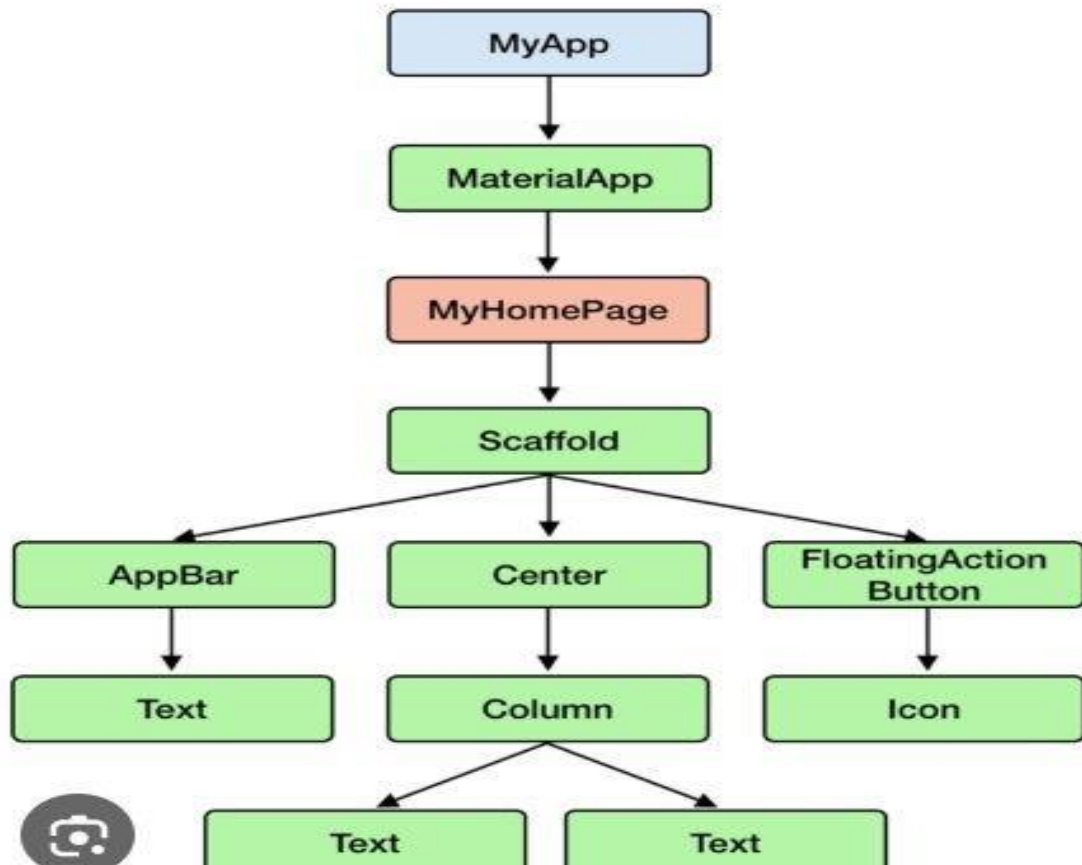 MyApp
MaterialApp
MyHomePage
Scaffold
AppBar
Center
FloatingAction
Button
Text
Column
Icon
Text
Text